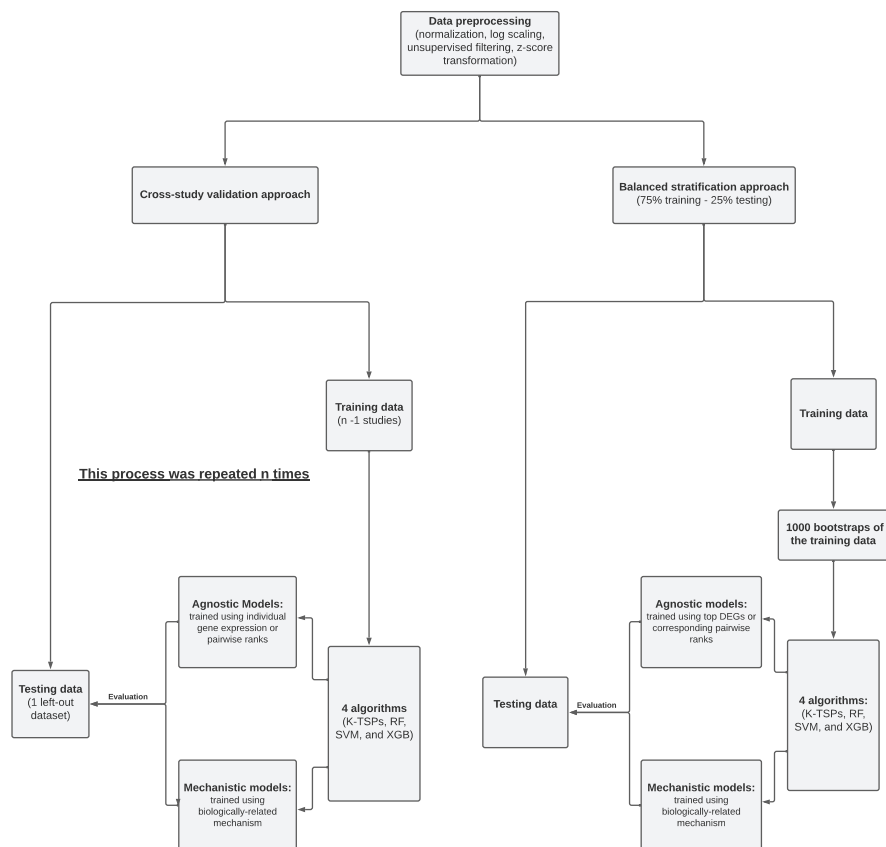 Data preprocessing
(normalization, log scaling,
unsupervised filtering, z-score
transformation)
Cross-study validation approach
Balanced stratification approach
(75% training - 25% testing)
Training data
(n -1 studies)
Training data
This process was repeated n times
1000 bootstraps of
the training data
Agnostic Models:
trained using individual
gene expression or
pairwise ranks
Agnostic models:
trained using top DEGs or
corresponding pairwise
ranks
Testing data
(1 left-out
dataset)
Evaluation
4 algorithms
(K-TSPs, RF,
SVM, and XGB)
Testing data
Evaluation
4 algorithms:
(K-TSPs, RF,
SVM, and XGB)
Mechanistic models:
trained using
biologically-related
mechanism
Mechanistic models:
trained using
biologically-related
mechanism